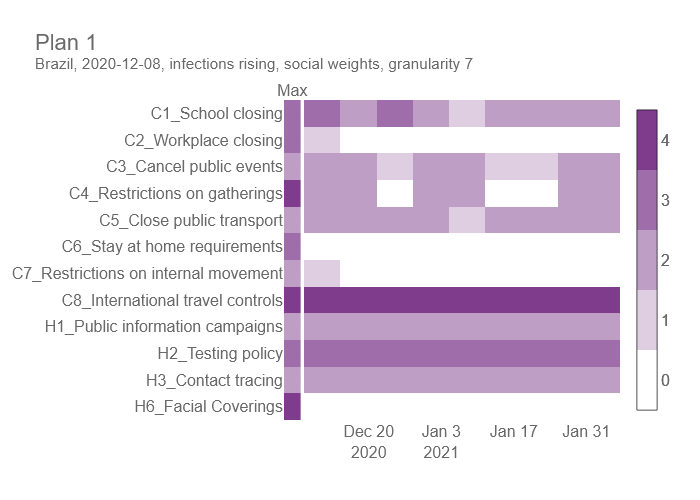 Plan 1
Brazil, 2020-12-08, infections rising, social weights, granularity 7
Max
C1_School closing
C2_Workplace closing
C3_Cancel public events
C4_Restrictions on gatherings
C5_Close public transport
C6_Stay at home requirements
C7_Restrictions on internal movement
C8_International travel controls
H1_Public information campaigns
H2_Testing policy
H3_Contact tracing
H6_Facial Coverings
Dec 20 Jan 3 Jan 17 Jan 31
2020 2021
4
3
2
1
0